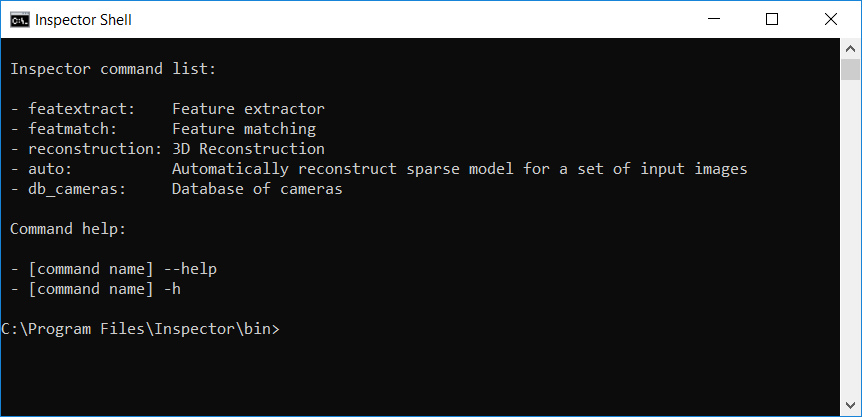 Inspector Shell
Inspector command list:
- featextract: Feature extractor
- featmatch: Feature matching
- reconstruction: 3D Reconstruction
- auto: Automatically reconstruct sparse model for a set of input images
- db_cameras: Database of cameras
Command help:
- [command name] --help
- [command name] -h
C:\Program Files\Inspector\bin>